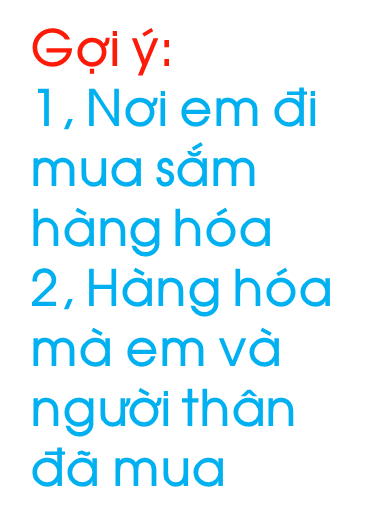 Gợi ý:
1, Nơi em đi
mua sắm
hàng hóa
2, Hàng hóa
mà em và
người thân
đã mua